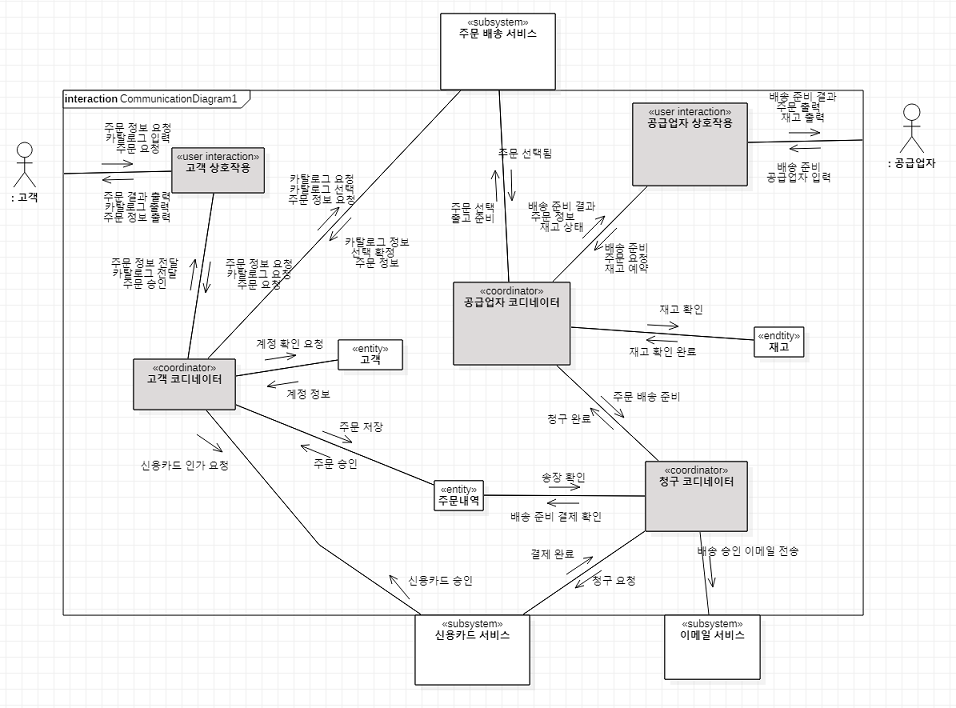 «subsystem»
주문 배송 서비스
interaction CommunicationDiagram1
주문 정보 요청
카탈로그 입력
주문 요청
«user interaction»
고객 상호작용
: 고객
주문 결과 출력
카탈로그 출력
주문 정보 출력
«user interaction»
공급업자 상호작용
배송 준비 결과
주문 출력
재고 출력
: 공급업자
배송 준비
공급업자 입력
주문 선택됨
카탈로그 요청
카탈로그 선택
주문 정보 요청
주문 선택
출고 준비
배송 준비 결과
주문 정보
재고 상태
카탈로그 정보
선택 확정
주문 정보
배송 준비
주문 요청
재고 예약
주문 정보 전달
카탈로그 전달
주문 승인
주문 정보 요청
카탈로그 요청
주문 요청
«coordinator»
공급업자 코디네이터
재고 확인
«endtity»
재고
재고 확인 완료
계정 확인 요청
«entity»
고객
계정 정보
«coordinator»
고객 코디네이터
주문 배송 준비
청구 완료
주문 저장
주문 승인
신용카드 인가 요청
«entity»
주문내역
송장 확인
배송 준비 결제 확인
«coordinator»
청구 코디네이터
결제 완료
청구 요청
배송 승인 이메일 전송
신용카드 승인
«subsystem»
신용카드 서비스
«subsystem»
이메일 서비스